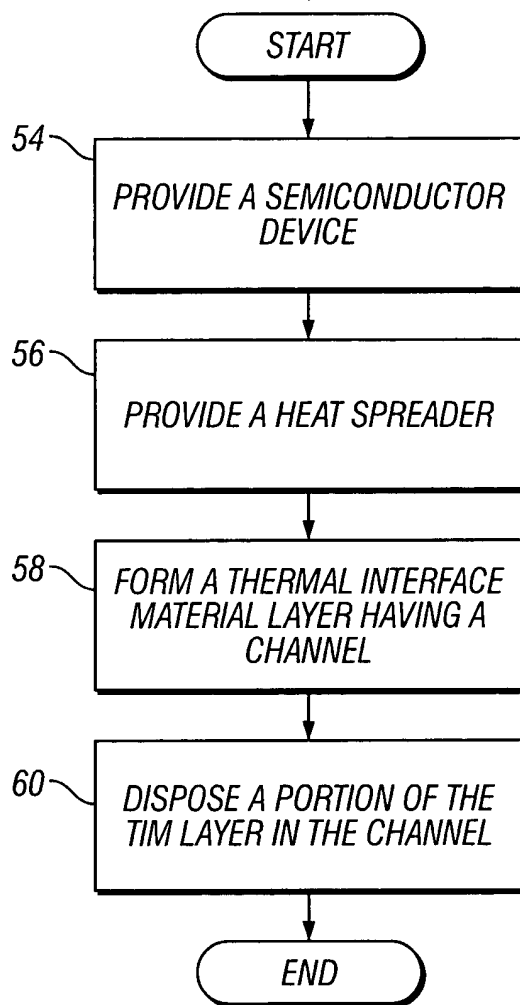 START
54
PROVIDE A SEMICONDUCTOR
DEVICE
56
PROVIDE A HEAT SPREADER
58
FORM A THERMAL INTERFACE
MATERIAL LAYER HAVING A
CHANNEL
60
DISPOSE A PORTION OF THE
TIM LAYER IN THE CHANNEL
END